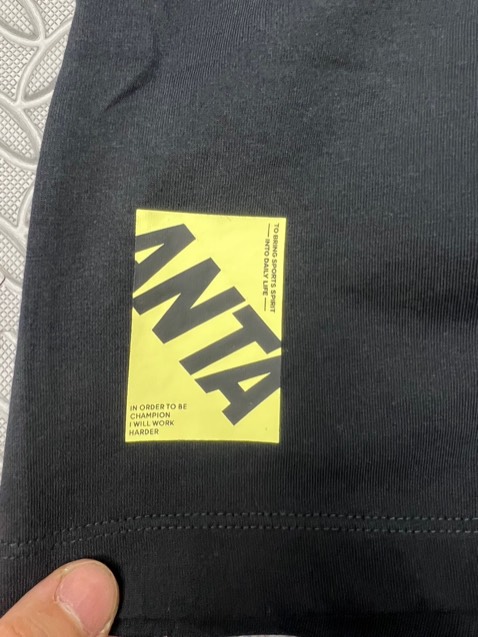 TO BRING SPORTS SPIRIT
— INTO DAILY LIFE —
ANTA
IN ORDER TO BE
CHAMPION
I WILL WORK
HARDER